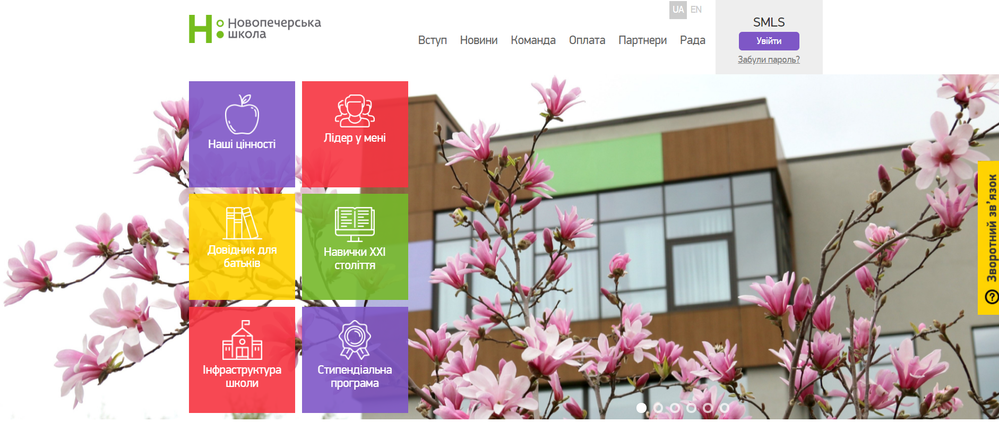 UA EN
Новопечерська
школа
SMLS
Вступ Новини Команда Оплата Партнери Рада
Увійти
Забули пароль?
Наші цінності
Лідер у мені
Довідник для
батьків
Навички XXI
століття
Інфраструктура
школи
Стипендіальна
програма
Зворотний зв'язок